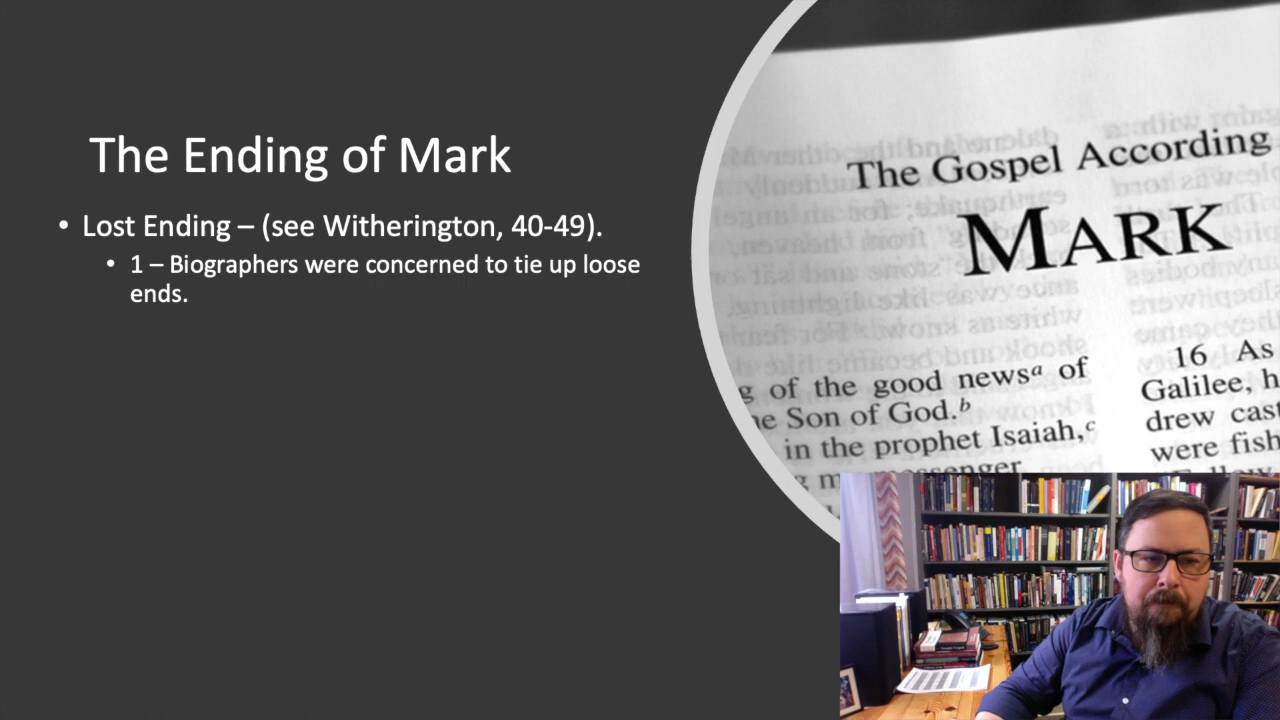 The Ending of Mark
• Lost Ending – (see Witherington, 40-49).
• 1 – Biographers were concerned to tie up loose
ends.
The Gospel According
MARK
g of the good newsᵃ of
e Son of God.ᵇ
in the prophet Isaiah,ᶜ
16 As
Galilee, h
drew cast
were fish